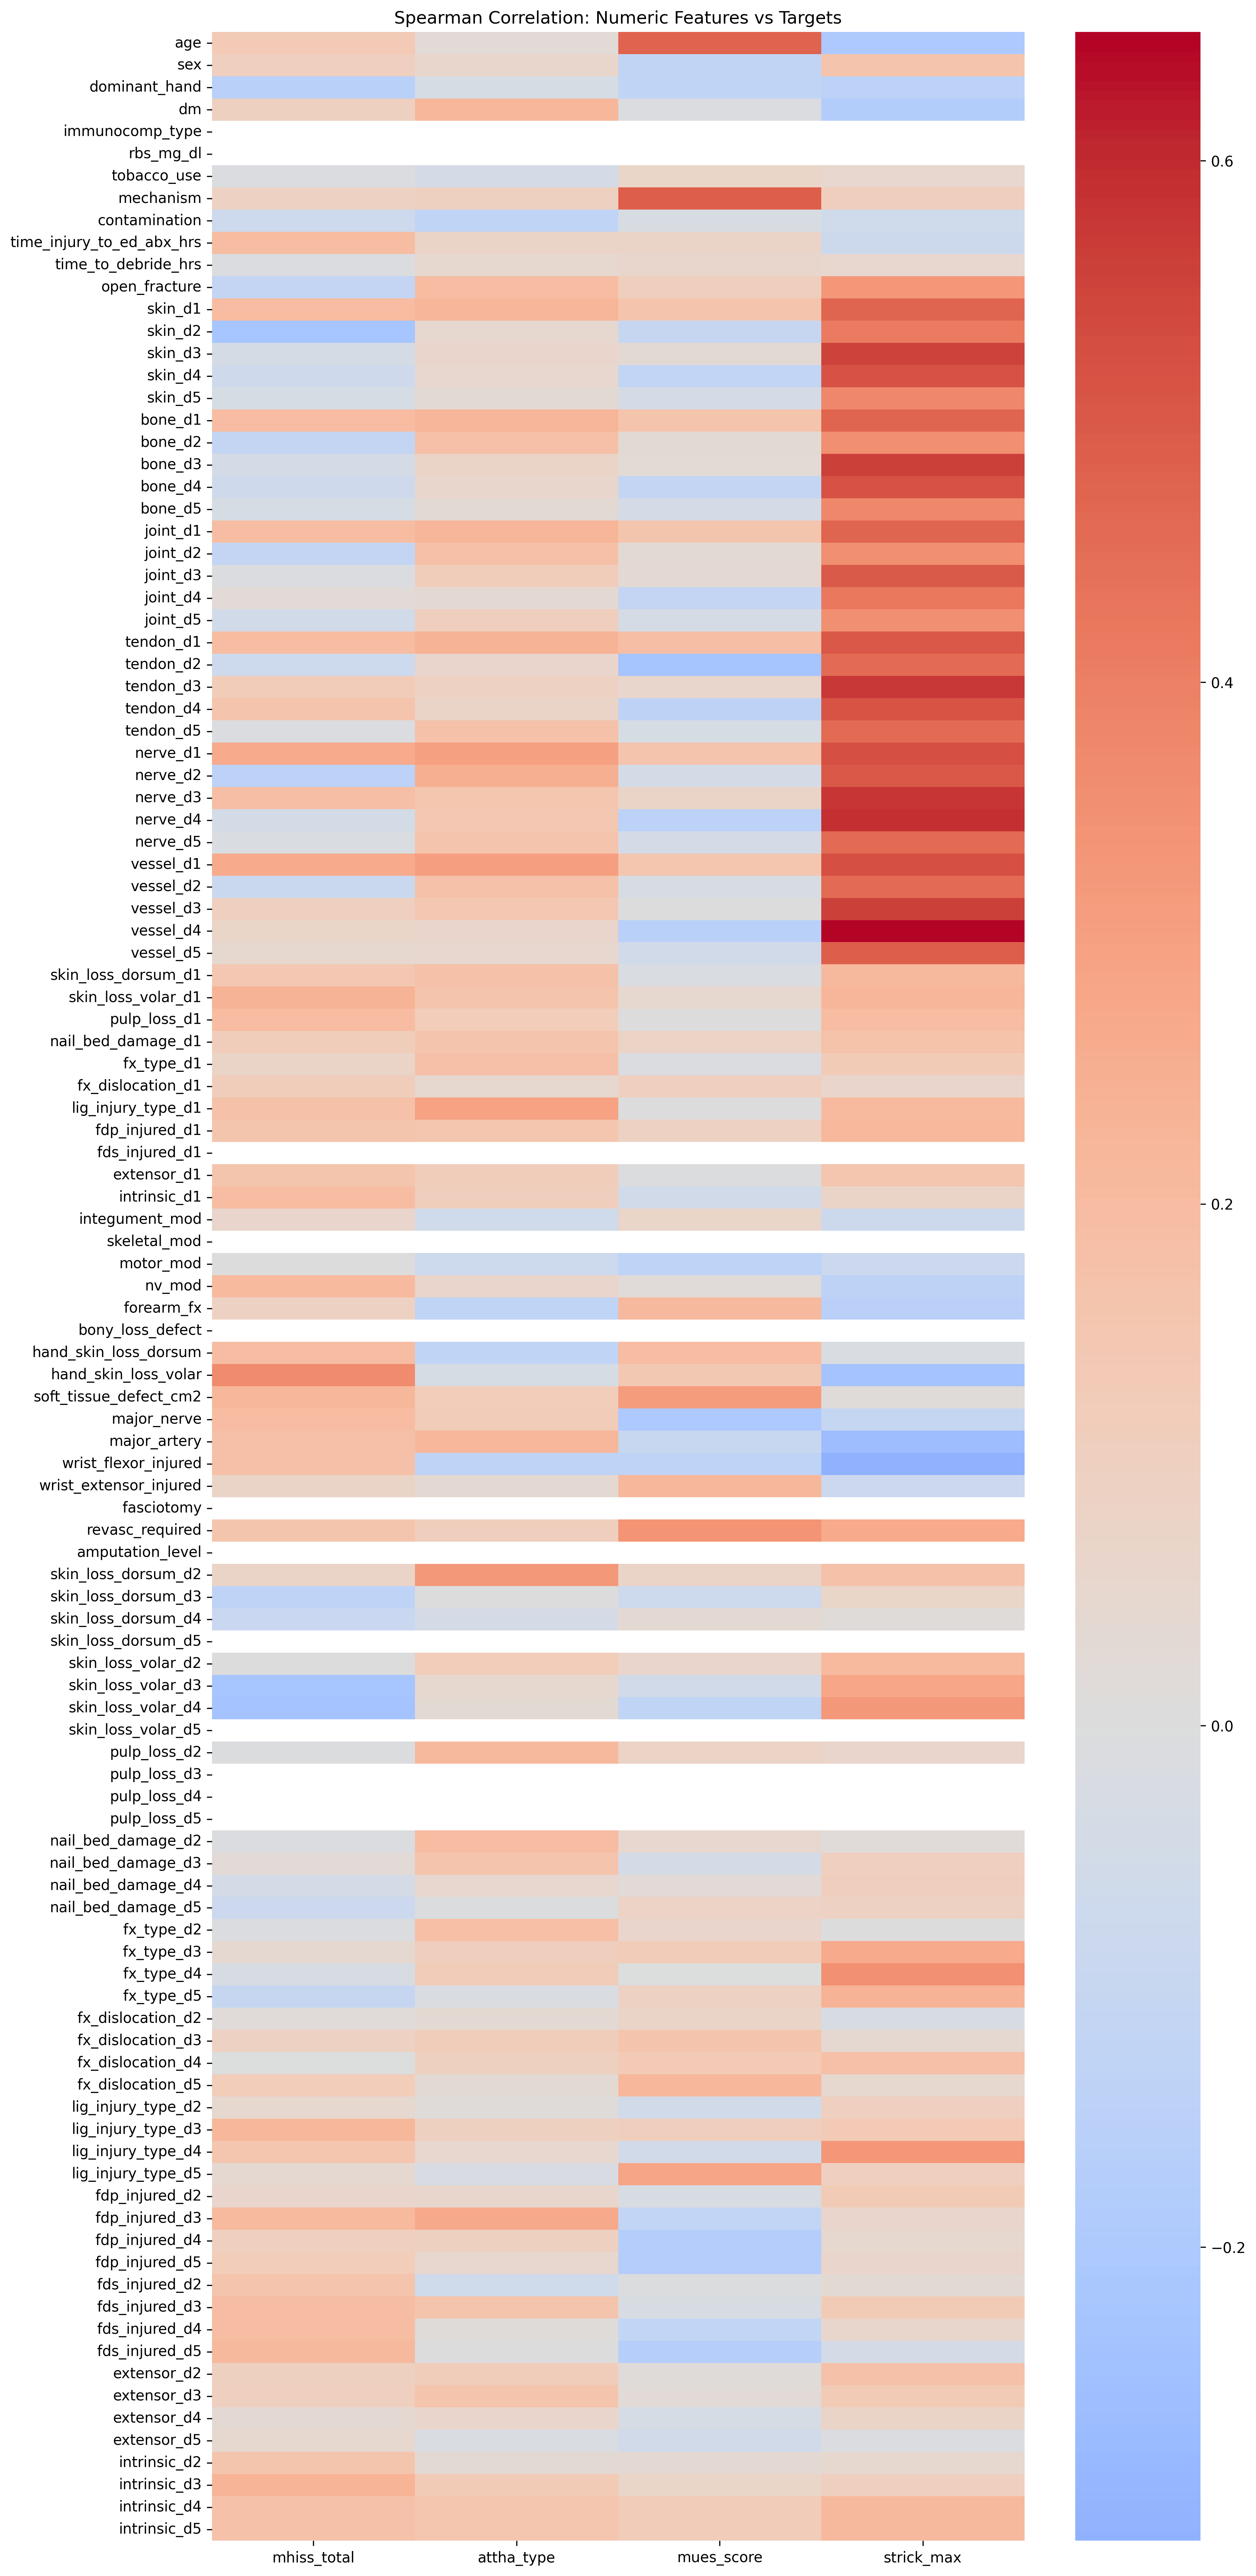 Spearman Correlation: Numeric Features vs Targets
age
sex
dominant_hand
dm
immunocomp_type
rbs_mg_dl
tobacco_use
mechanism
contamination
time_injury_to_ed_abx_hrs
time_to_debride_hrs
open_fracture
skin_d1
skin_d2
skin_d3
skin_d4
skin_d5
bone_d1
bone_d2
bone_d3
bone_d4
bone_d5
joint_d1
joint_d2
joint_d3
joint_d4
joint_d5
tendon_d1
tendon_d2
tendon_d3
tendon_d4
tendon_d5
nerve_d1
nerve_d2
nerve_d3
nerve_d4
nerve_d5
vessel_d1
vessel_d2
vessel_d3
vessel_d4
vessel_d5
skin_loss_dorsum_d1
skin_loss_volar_d1
pulp_loss_d1
nail_bed_damage_d1
fx_type_d1
fx_dislocation_d1
lig_injury_type_d1
fdp_injured_d1
fds_injured_d1
extensor_d1
intrinsic_d1
integument_mod
skeletal_mod
motor_mod
nv_mod
forearm_fx
bony_loss_defect
hand_skin_loss_dorsum
hand_skin_loss_volar
soft_tissue_defect_cm2
major_nerve
major_artery
wrist_flexor_injured
wrist_extensor_injured
fasciotomy
revasc_required
amputation_level
skin_loss_dorsum_d2
skin_loss_dorsum_d3
skin_loss_dorsum_d4
skin_loss_dorsum_d5
skin_loss_volar_d2
skin_loss_volar_d3
skin_loss_volar_d4
skin_loss_volar_d5
pulp_loss_d2
pulp_loss_d3
pulp_loss_d4
pulp_loss_d5
nail_bed_damage_d2
nail_bed_damage_d3
nail_bed_damage_d4
nail_bed_damage_d5
fx_type_d2
fx_type_d3
fx_type_d4
fx_type_d5
fx_dislocation_d2
fx_dislocation_d3
fx_dislocation_d4
fx_dislocation_d5
lig_injury_type_d2
lig_injury_type_d3
lig_injury_type_d4
lig_injury_type_d5
fdp_injured_d2
fdp_injured_d3
fdp_injured_d4
fdp_injured_d5
fds_injured_d2
fds_injured_d3
fds_injured_d4
fds_injured_d5
extensor_d2
extensor_d3
extensor_d4
extensor_d5
intrinsic_d2
intrinsic_d3
intrinsic_d4
intrinsic_d5
mhiss_total attha_type mues_score strick_max
0.6
0.4
0.2
0.0
−0.2